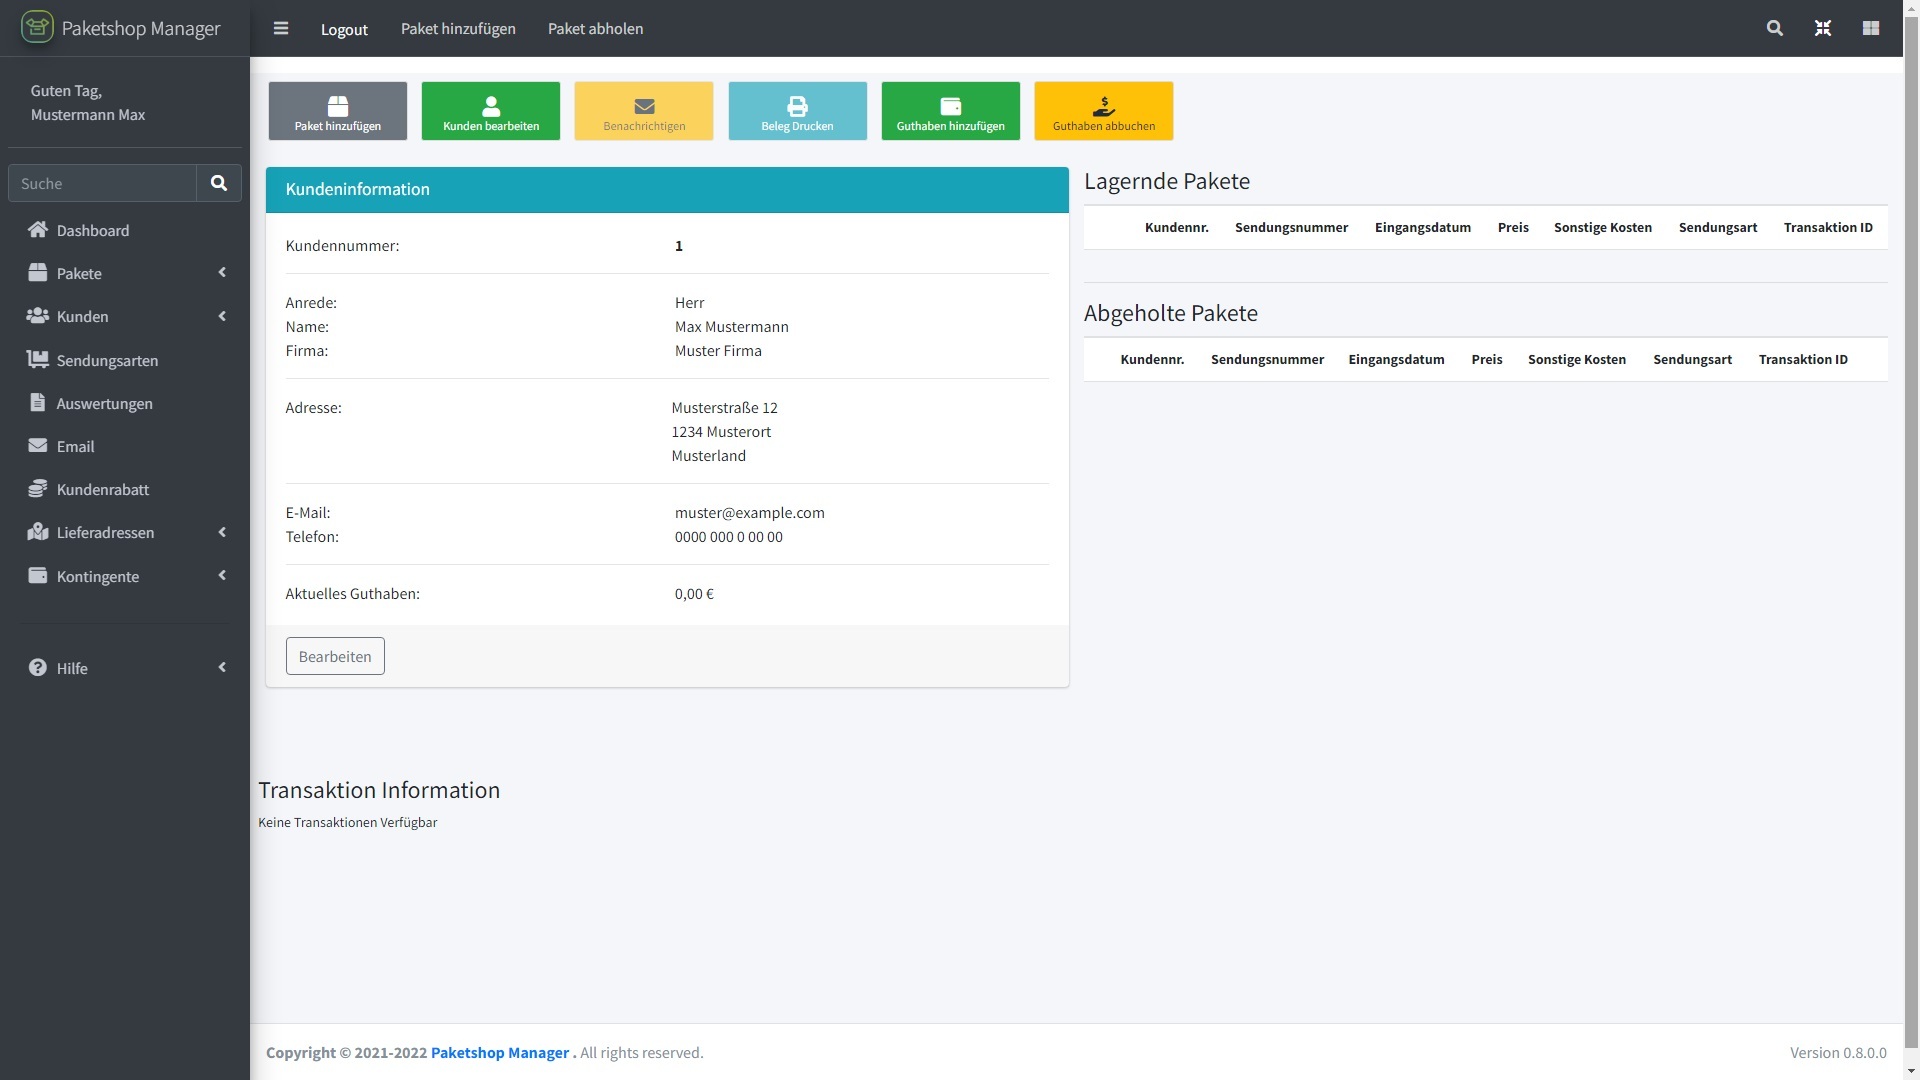 Paketshop Manager
Logout
Paket hinzufügen
Paket abholen
Guten Tag,
Mustermann Max
Suche
Dashboard
Pakete
Kunden
Sendungsarten
Auswertungen
Email
Kundenrabatt
Lieferadressen
Kontingente
Hilfe
Paket hinzufügen
Kunden bearbeiten
Benachrichtigen
Beleg Drucken
Guthaben hinzufügen
Guthaben abbuchen
Kundeninformation
Kundennummer: 1
Anrede: Herr
Name: Max Mustermann
Firma: Muster Firma
Adresse: Musterstraße 12
1234 Musterort
Musterland
E-Mail: muster@example.com
Telefon: 0000 000 0 00 00
Aktuelles Guthaben: 0,00 €
Bearbeiten
Lagernde Pakete
Kundennr. Sendungsnummer Eingangsdatum Preis Sonstige Kosten Sendungsart Transaktion ID
Abgeholte Pakete
Kundennr. Sendungsnummer Eingangsdatum Preis Sonstige Kosten Sendungsart Transaktion ID
Transaktion Information
Keine Transaktionen Verfügbar
Copyright © 2021-2022 Paketshop Manager . All rights reserved.
Version 0.8.0.0